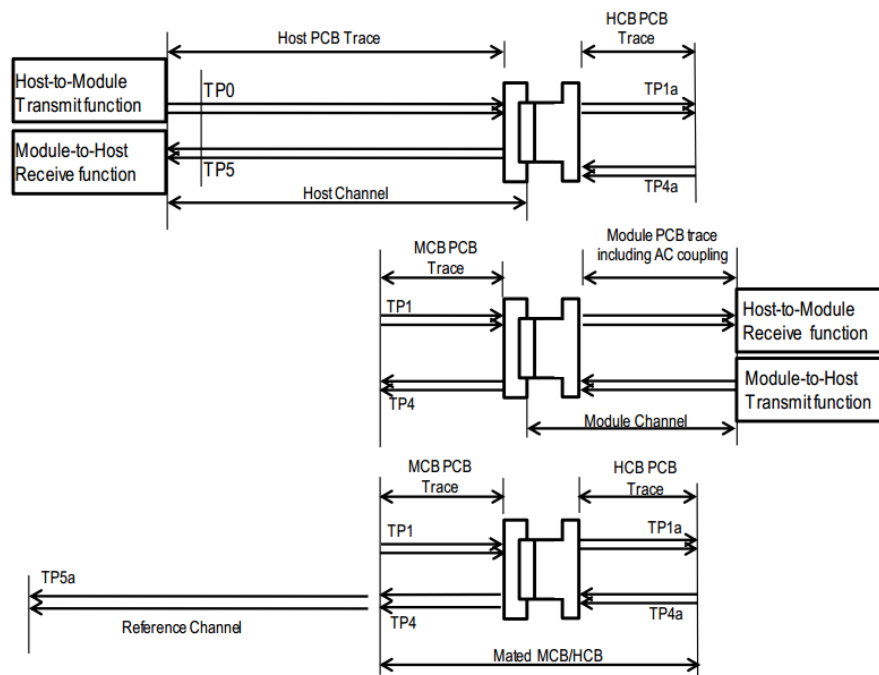 Host PCB Trace
HCB PCB
Trace
Host-to-Module
Transmit function
TP0
TP1a
Module-to-Host
Receive function
TP5
TP4a
Host Channel
MCB PCB
Trace
Module PCB trace
including AC coupling
TP1
Host-to-Module
Receive function
TP4
Module-to-Host
Transmit function
Module Channel
MCB PCB
Trace
HCB PCB
Trace
TP1
TP1a
TP5a
TP4
TP4a
Reference Channel
Mated MCB/HCB